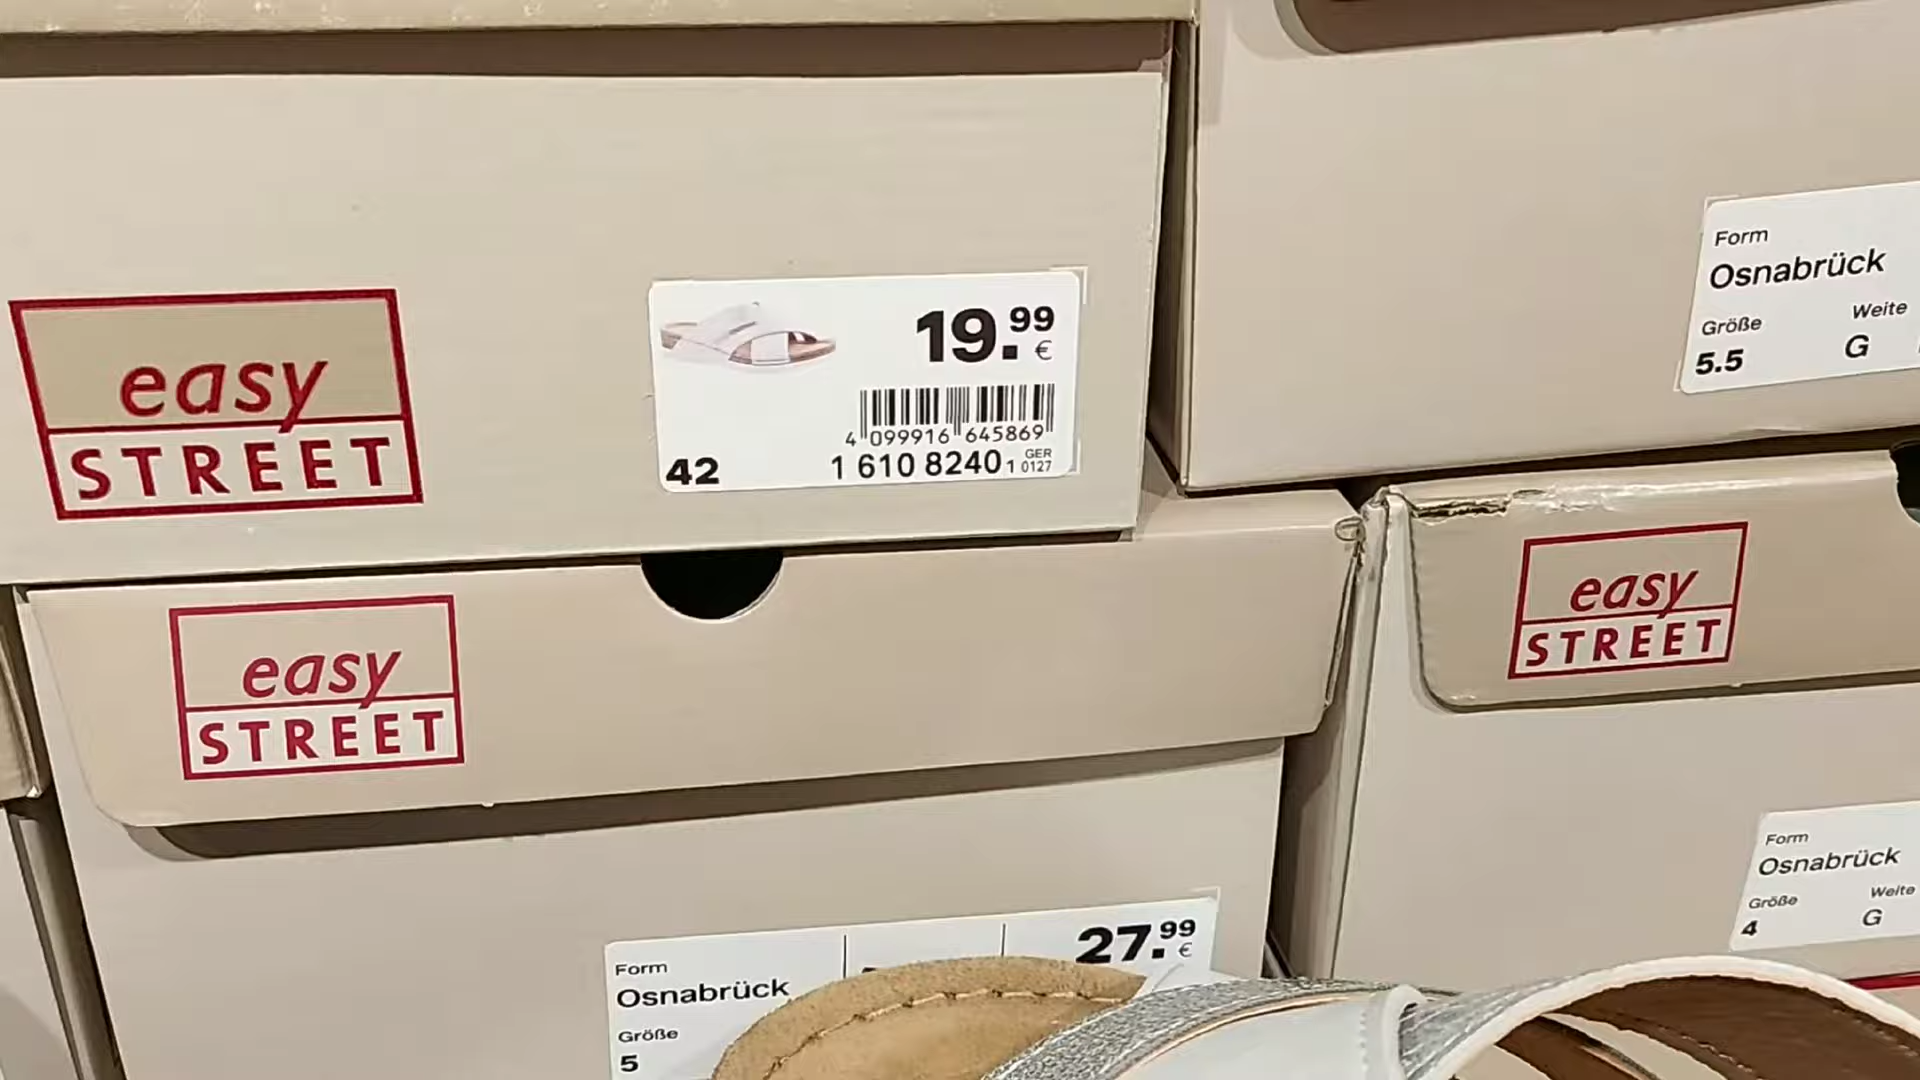 easy
STREET
19.99 €
4 099916 645869
42
1 610 8240 1 0127 GER
Form
Osnabrück
Größe Weite
5.5 G
easy
STREET
easy
STREET
Form
Osnabrück
Größe
5
27.99 €
Form
Osnabrück
Größe Weite
4 G